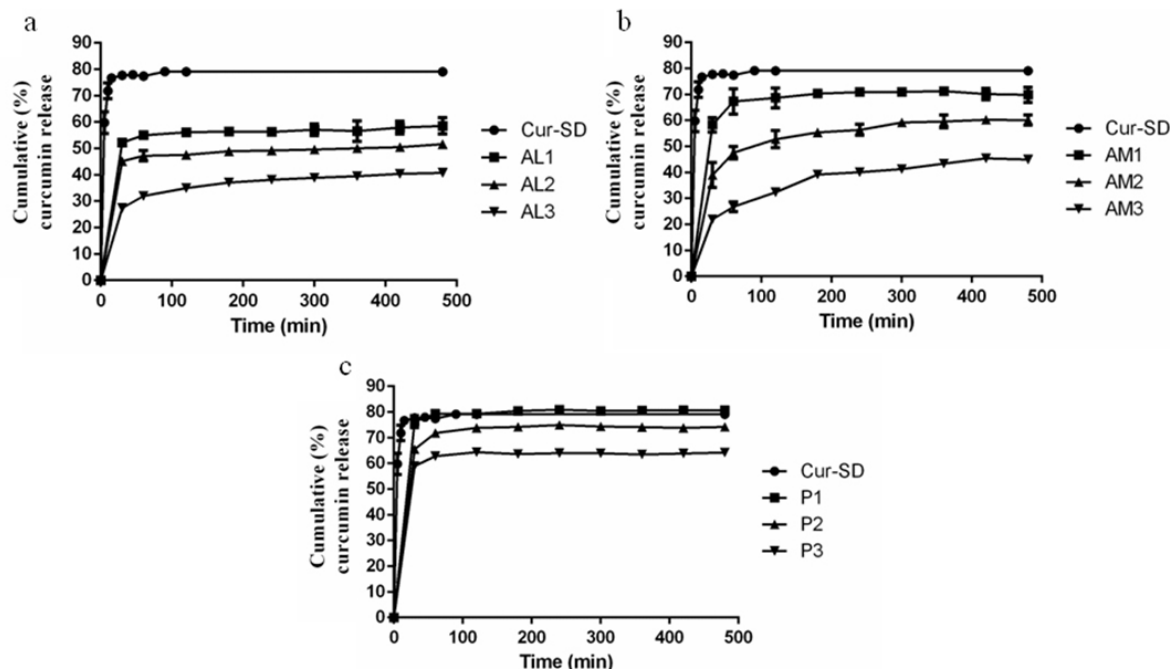 a
90
80
70
60
50
40
30
20
10
0
Cumulative (%)
curcumin release
0 100 200 300 400 500
Time (min)
Cur-SD
AL1
AL2
AL3
b
90
80
70
60
50
40
30
20
10
0
Cumulative (%)
curcumin release
0 100 200 300 400 500
Time (min)
Cur-SD
AM1
AM2
AM3
c
90
80
70
60
50
40
30
20
10
0
Cumulative (%)
curcumin release
0 100 200 300 400 500
Time (min)
Cur-SD
P1
P2
P3